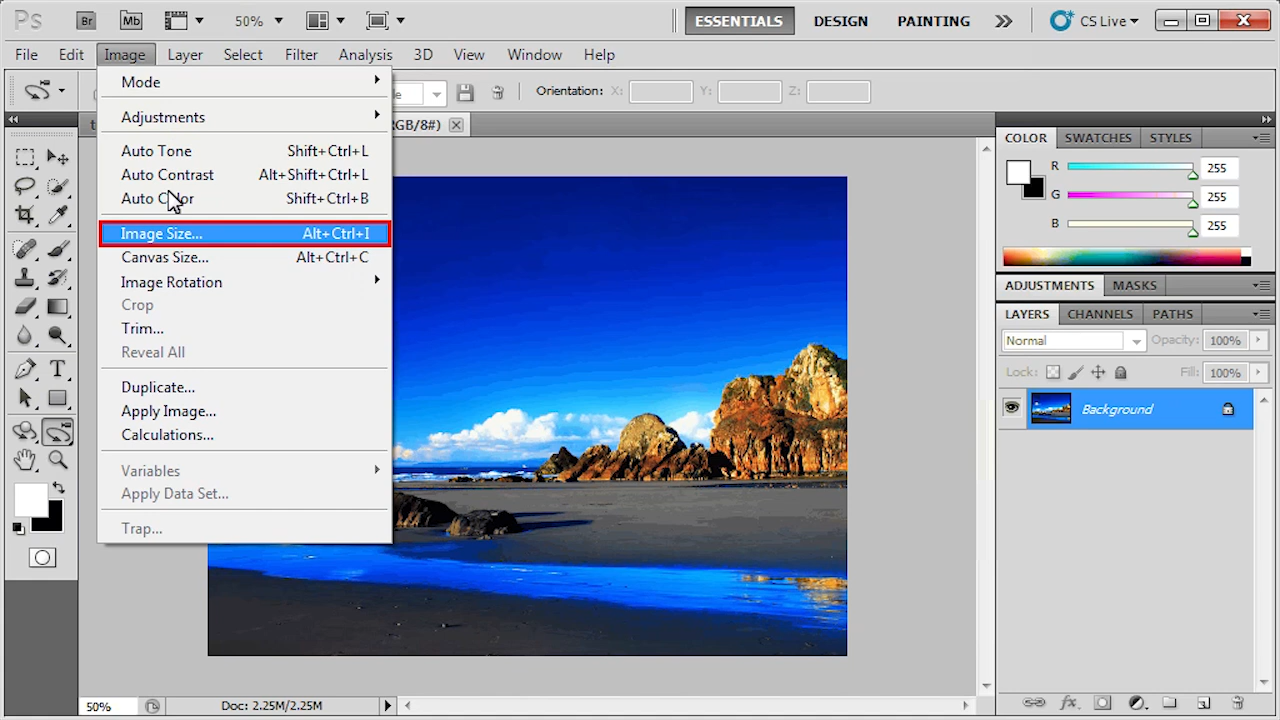 Ps Br Mb 50% ESSENTIALS DESIGN PAINTING CS Live
File Edit Image Layer Select Filter Analysis 3D View Window Help
Orientation: X: Y: Z:
RGB/8#)
Mode
Adjustments
Auto Tone Shift+Ctrl+L
Auto Contrast Alt+Shift+Ctrl+L
Auto Color Shift+Ctrl+B
Image Size... Alt+Ctrl+I
Canvas Size... Alt+Ctrl+C
Image Rotation
Crop
Trim...
Reveal All
Duplicate...
Apply Image...
Calculations...
Variables
Apply Data Set...
Trap...
COLOR SWATCHES STYLES
R 255
G 255
B 255
ADJUSTMENTS MASKS
LAYERS CHANNELS PATHS
Normal Opacity: 100%
Lock: Fill: 100%
Background
50% Doc: 2.25M/2.25M